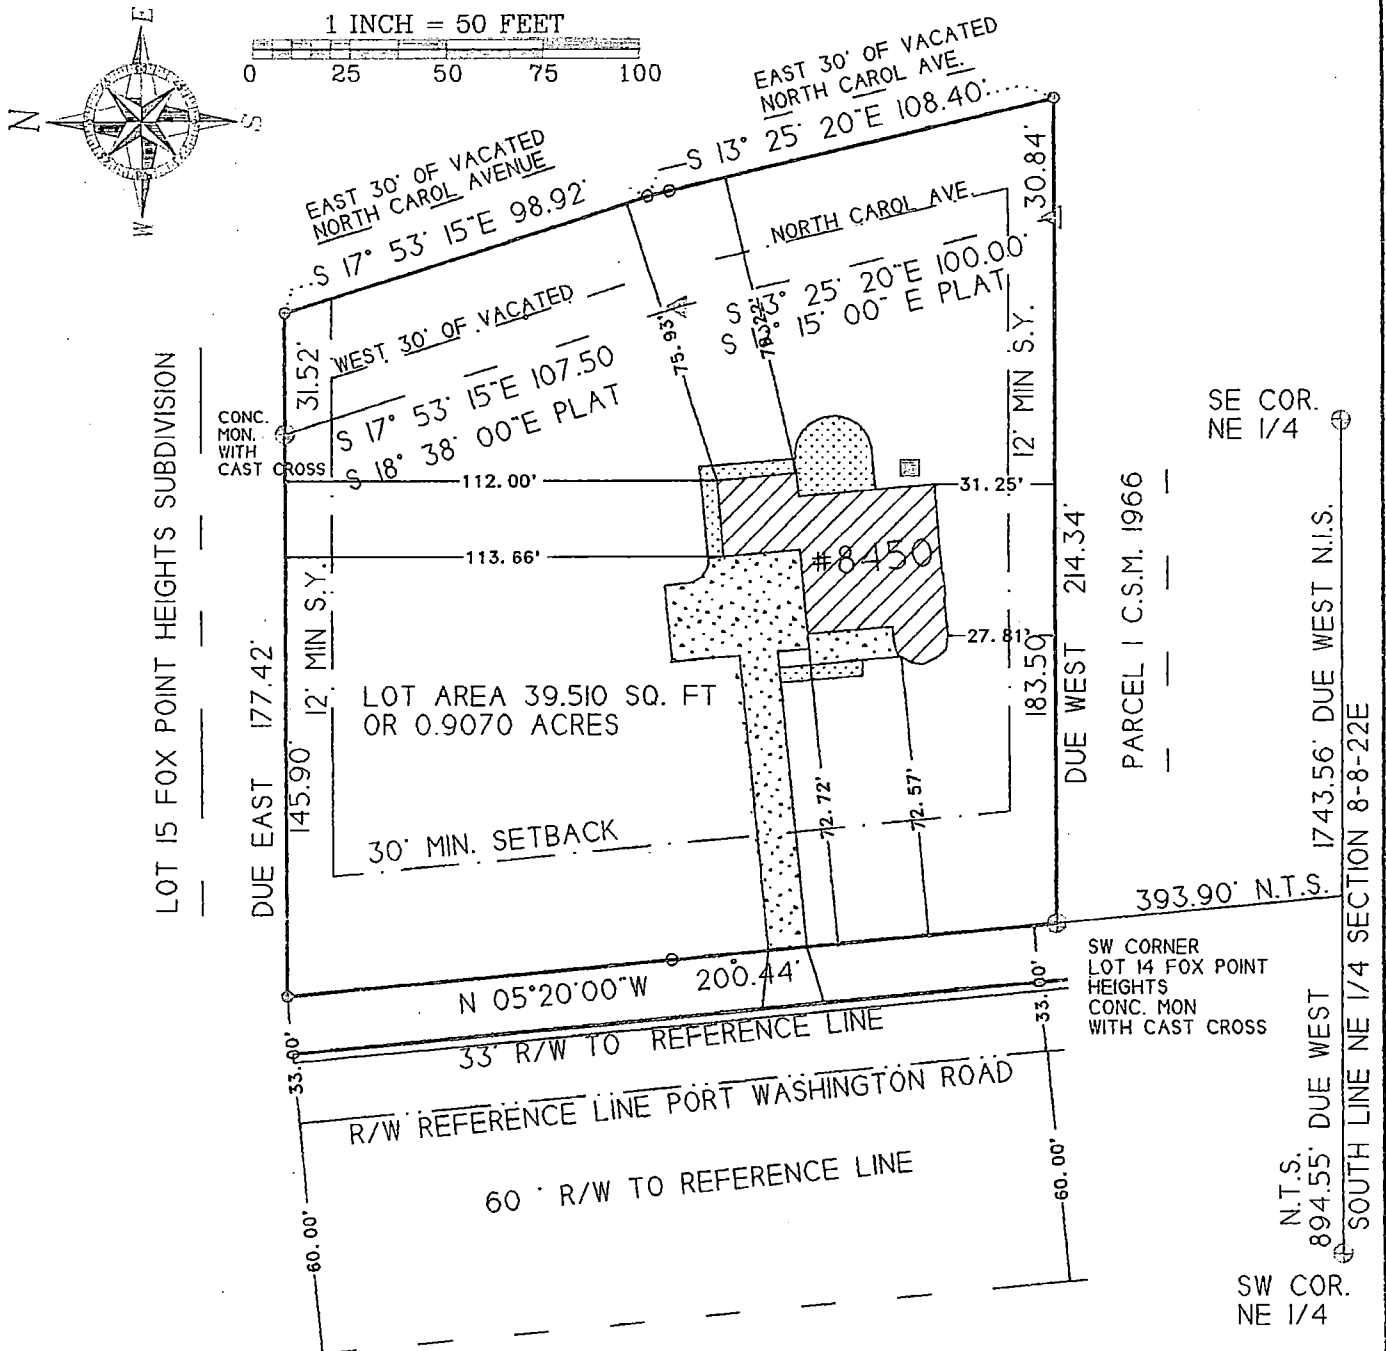 1 INCH = 50 FEET
0 25 50 75 100
E
N
S
W
EAST 30' OF VACATED
NORTH CAROL AVE.
S 13° 25' 20"E 108.40'
EAST 30' OF VACATED
NORTH CAROL AVENUE
S 17° 53' 15"E 98.92'
30.84'
NORTH CAROL AVE.
S 13° 25' 20"E 100.00'
S 15' 00" E PLAT
WEST 30' OF VACATED
S 17° 53' 15"E 107.50
S 18° 38' 00"E PLAT
31.52'
75.93'
CONC.
MON.
WITH
CAST CROSS
12' MIN S.Y.
112.00'
113.66'
31.25'
27.81'
#8450
LOT 15 FOX POINT HEIGHTS SUBDIVISION
DUE EAST 177.42'
145.90'
12' MIN S.Y.
LOT AREA 39.510 SQ. FT
OR 0.9070 ACRES
183.50'
DUE WEST 214.34'
PARCEL 1 C.S.M. 1966
SE COR.
NE 1/4
1743.56' DUE WEST N.I.S.
SOUTH LINE NE 1/4 SECTION 8-8-22E
N.T.S.
894.55' DUE WEST
SW COR.
NE 1/4
72.72'
72.57'
30' MIN. SETBACK
393.90' N.T.S.
SW CORNER
LOT 14 FOX POINT
HEIGHTS
CONC. MON
WITH CAST CROSS
N 05°20'00"W 200.44'
33.00'
33.00'
33' R/W TO REFERENCE LINE
R/W REFERENCE LINE PORT WASHINGTON ROAD
60' R/W TO REFERENCE LINE
60.00'
60.00'